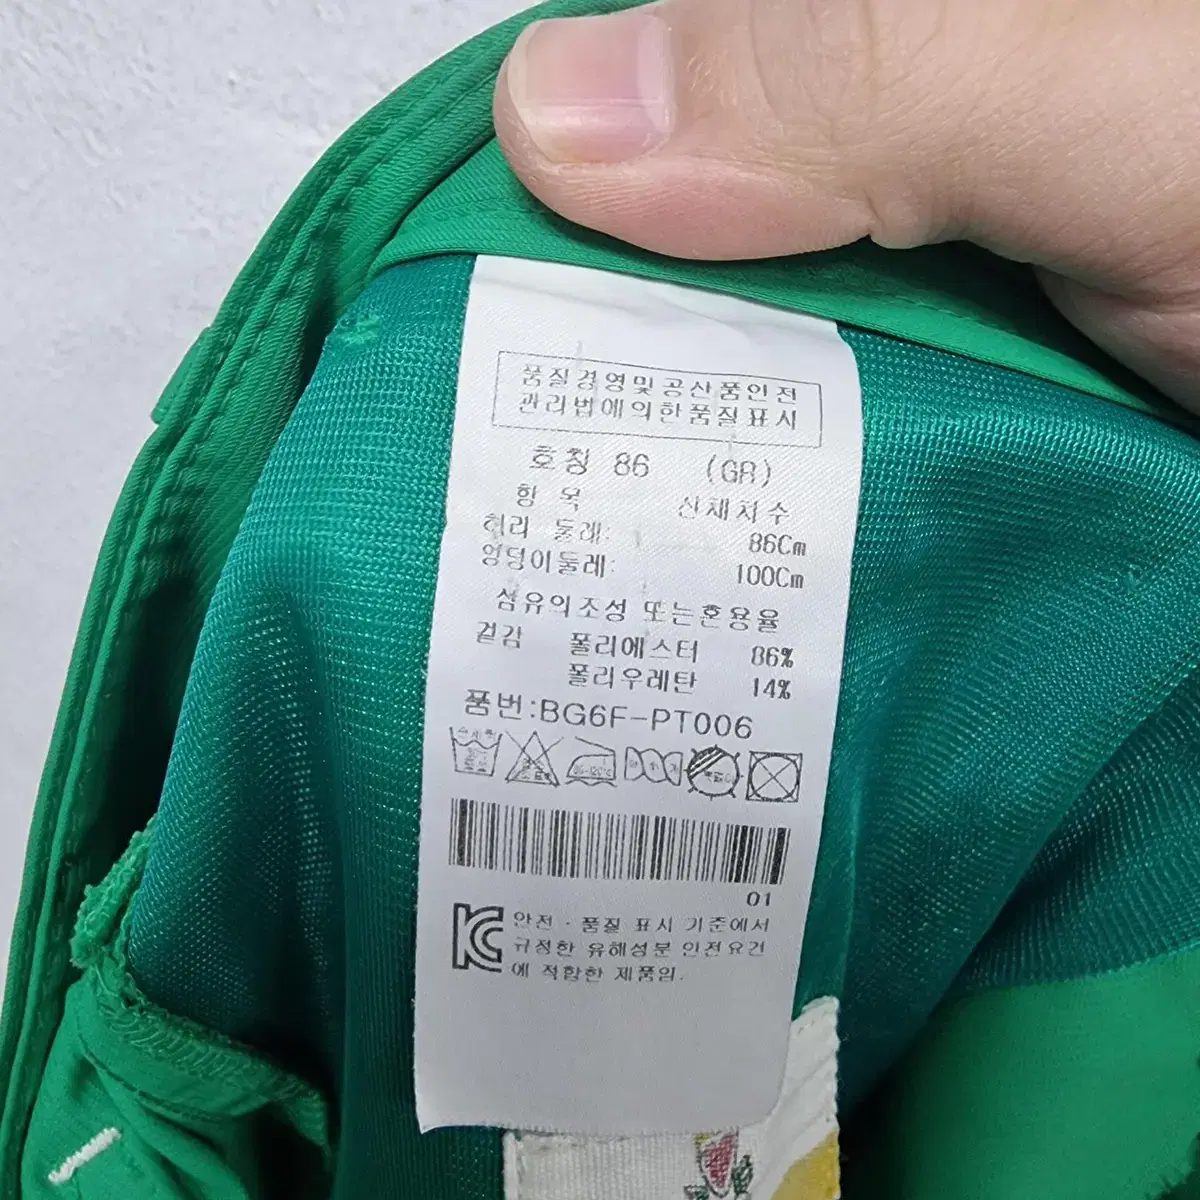 품질경영및공산품안전
관리법에의한품질표시
호칭 86 (GR)
항 목 신체치수
허리 둘레: 86Cm
엉덩이둘레: 100Cm
섬유의조성 또는혼용율
겉감 폴리에스터 86%
폴리우레탄 14%
품번:BG6F-PT006
01
안전·품질 표시 기준에서
규정한 유해성분 안전요건
에 적합한 제품임.